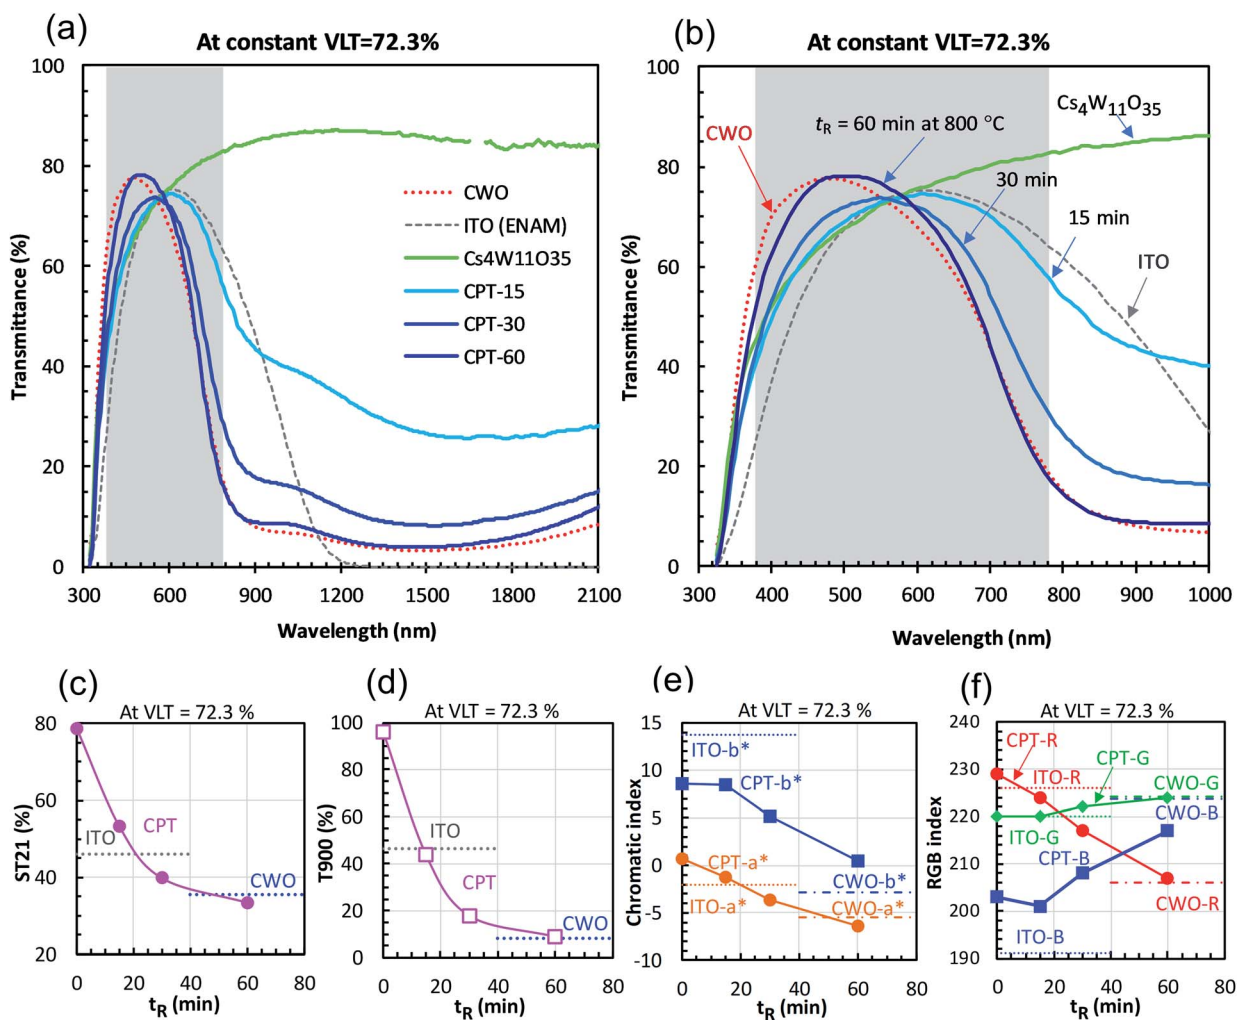 (a)
At constant VLT=72.3%
100
80
60
40
20
0
Transmittance (%)
300
600
900
1200
1500
1800
2100
Wavelength (nm)
CWO
ITO (ENAM)
Cs4W11O35
CPT-15
CPT-30
CPT-60
(b)
At constant VLT=72.3%
100
80
60
40
20
0
Transmittance (%)
300
400
500
600
700
800
900
1000
Wavelength (nm)
CWO
tR = 60 min at 800 °C
Cs4W11O35
30 min
15 min
ITO
(c)
At VLT = 72.3 %
80
60
40
20
ST21 (%)
0
20
40
60
80
tR (min)
ITO
CPT
CWO
(d)
At VLT = 72.3 %
100
80
60
40
20
0
T900 (%)
0
20
40
60
80
tR (min)
ITO
CPT
CWO
(e)
At VLT = 72.3 %
15
10
5
0
-5
-10
Chromatic index
0
20
40
60
80
tR (min)
ITO-b*
CPT-b*
CPT-a*
ITO-a*
CWO-b*
CWO-a*
(f)
At VLT = 72.3 %
240
230
220
210
200
190
RGB index
0
20
40
60
80
tR (min)
CPT-R
ITO-R
CPT-G
CWO-G
CWO-B
ITO-G
CPT-B
CWO-R
ITO-B